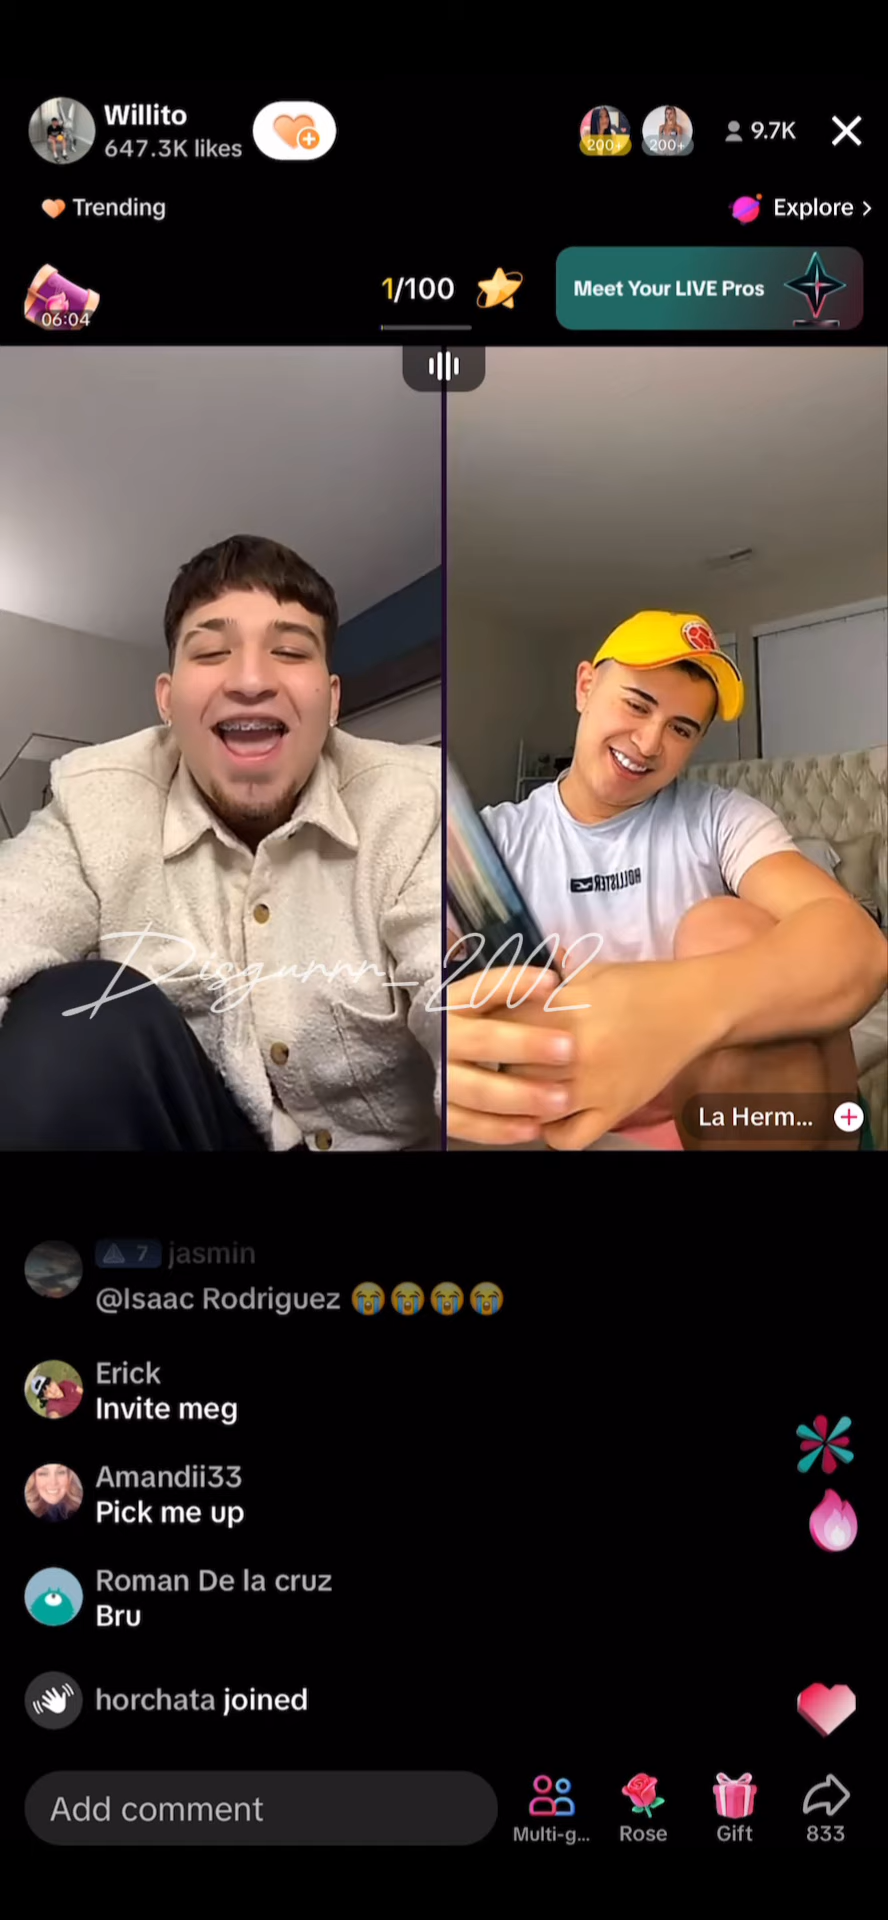 Willito
647.3K likes
200+
200+
9.7K
Trending
Explore >
06:04
1/100
Meet Your LIVE Pros
HOLLISTER
Disgunnn_2002
La Herm...
7 jasmin
@Isaac Rodriguez 😭😭😭😭
Erick
Invite meg
Amandii33
Pick me up
Roman De la cruz
Bru
horchata joined
Add comment
Multi-g...
Rose
Gift
833